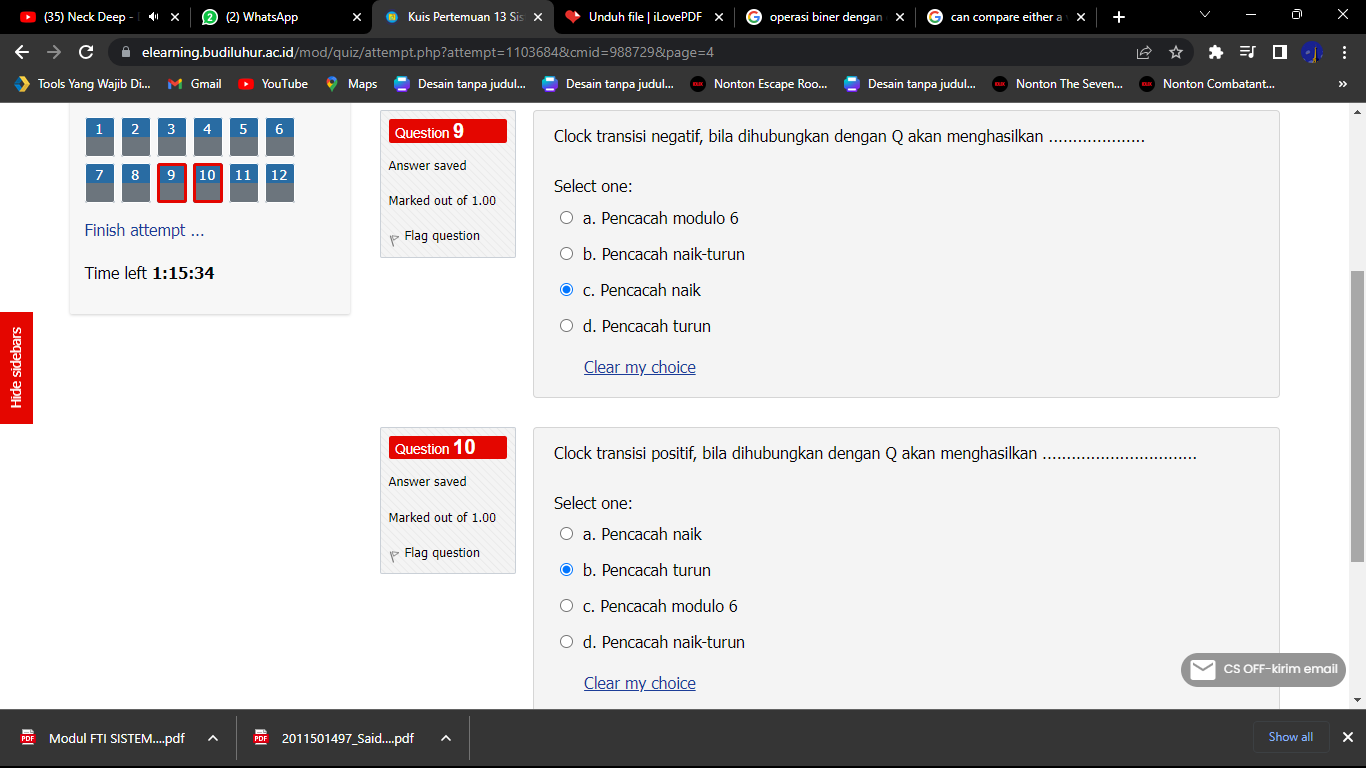 (35) Neck Deep -
(2) WhatsApp
Kuis Pertemuan 13 Sis
Unduh file | iLovePDF
operasi biner dengan
can compare either a
elearning.budiluhur.ac.id/mod/quiz/attempt.php?attempt=1103684&cmid=988729&page=4
Tools Yang Wajib Di...
Gmail
YouTube
Maps
Desain tanpa judul...
Desain tanpa judul...
Nonton Escape Roo...
Desain tanpa judul...
Nonton The Seven...
Nonton Combatant...
»
1 2 3 4 5 6
7 8 9 10 11 12
Finish attempt ...
Time left 1:15:34
Hide sidebars
Question 9
Answer saved
Marked out of 1.00
Flag question
Clock transisi negatif, bila dihubungkan dengan Q akan menghasilkan ....................
Select one:
a. Pencacah modulo 6
b. Pencacah naik-turun
c. Pencacah naik
d. Pencacah turun
Clear my choice
Question 10
Answer saved
Marked out of 1.00
Flag question
Clock transisi positif, bila dihubungkan dengan Q akan menghasilkan ................................
Select one:
a. Pencacah naik
b. Pencacah turun
c. Pencacah modulo 6
d. Pencacah naik-turun
Clear my choice
CS OFF-kirim email
Modul FTI SISTEM....pdf
2011501497_Said....pdf
Show all